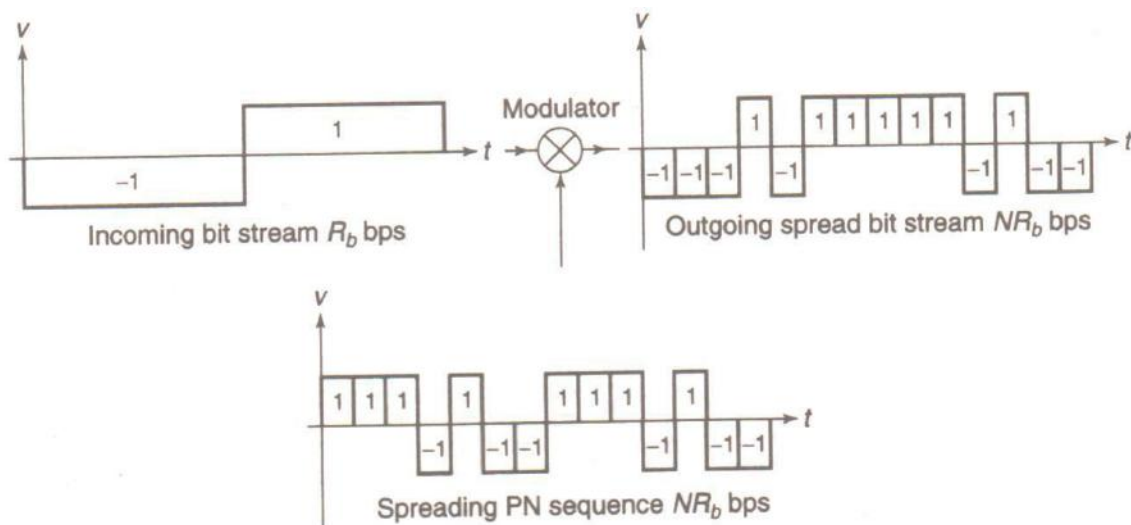 v
1
t
-1
Incoming bit stream R_b bps
Modulator
v
1 1 1 1 1 1 1
t
-1 -1 -1 -1 -1 -1 -1
Outgoing spread bit stream NR_b bps
v
1 1 1 1 1 1 1 1
t
-1 -1 -1 -1 -1 -1
Spreading PN sequence NR_b bps